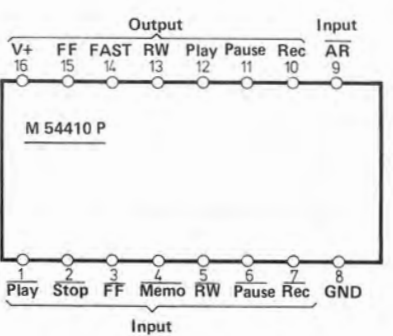 Output Input
V+ FF FAST RW Play Pause Rec AR
16 15 14 13 12 11 10 9
M 54410 P
1 2 3 4 5 6 7 8
Play Stop FF Memo RW Pause Rec GND
Input